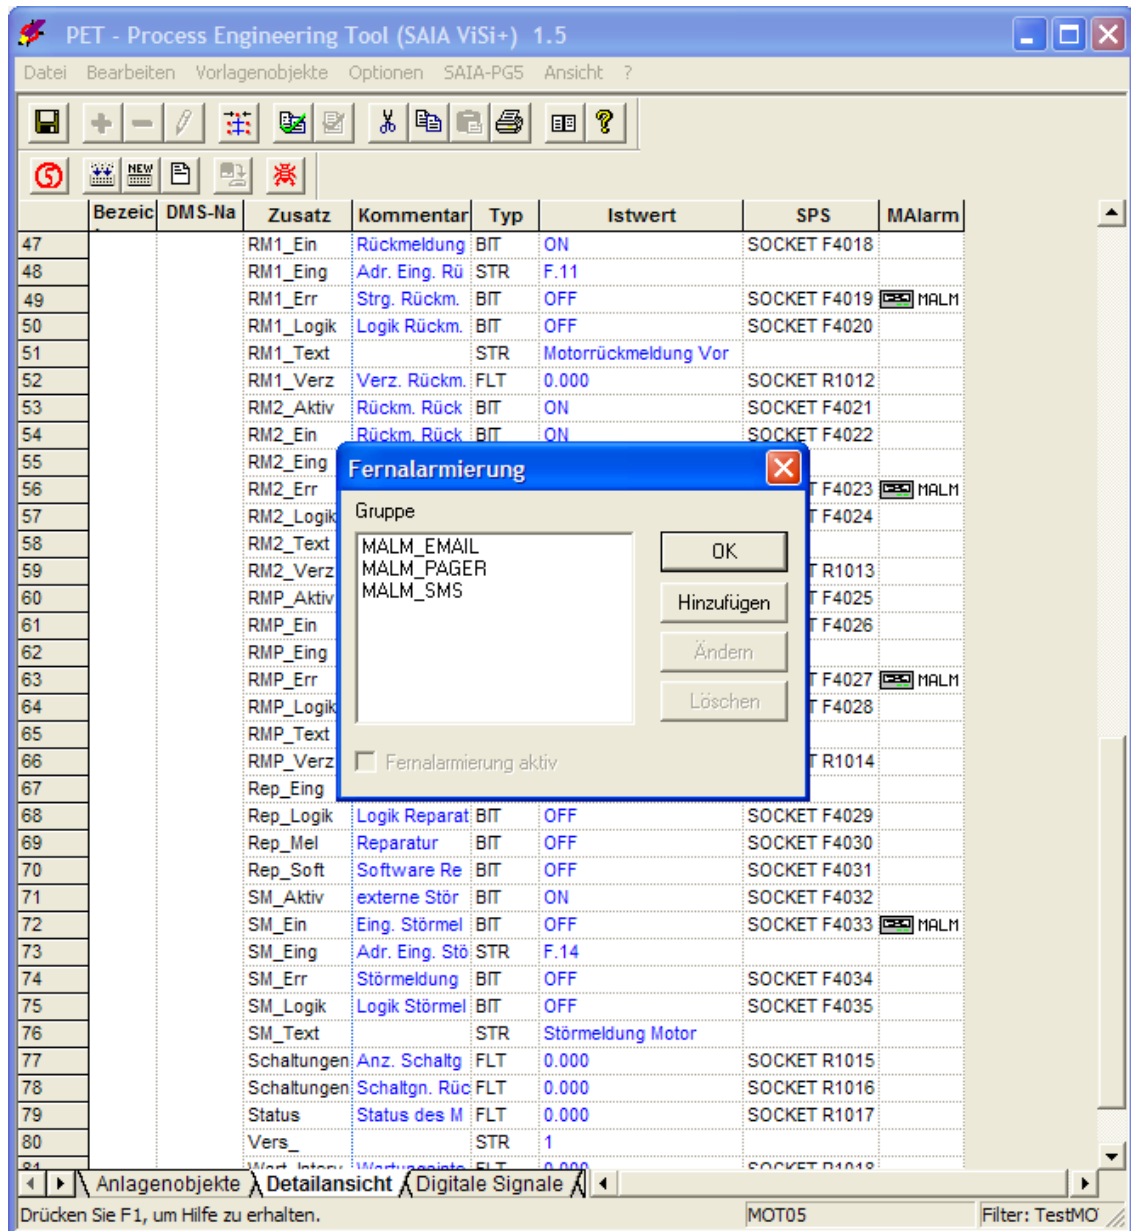 PET - Process Engineering Tool (SAIA ViSi+)  1.5
Datei Bearbeiten Vorlagenobjekte Optionen SAIA-PG5 Ansicht ?
NEW
Bezeic DMS-Na Zusatz Kommentar Typ Istwert SPS MAlarm
47 RM1_Ein Rückmeldung BIT ON SOCKET F4018
48 RM1_Eing Adr. Eing. Rü STR F.11
49 RM1_Err Strg. Rückm. BIT OFF SOCKET F4019 MALM
50 RM1_Logik Logik Rückm. BIT OFF SOCKET F4020
51 RM1_Text STR Motorrückmeldung Vor
52 RM1_Verz Verz. Rückm. FLT 0.000 SOCKET R1012
53 RM2_Aktiv Rückm. Rück BIT ON SOCKET F4021
54 RM2_Ein Rückm. Rück BIT ON SOCKET F4022
55 RM2_Eing
56 RM2_Err T F4023 MALM
57 RM2_Logik T F4024
58 RM2_Text
59 RM2_Verz T R1013
60 RMP_Aktiv T F4025
61 RMP_Ein T F4026
62 RMP_Eing
63 RMP_Err T F4027 MALM
64 RMP_Logik T F4028
65 RMP_Text
66 RMP_Verz T R1014
67 Rep_Eing
Fernalarmierung
Gruppe
MALM_EMAIL
MALM_PAGER
MALM_SMS
OK
Hinzufügen
Ändern
Löschen
Fernalarmierung aktiv
68 Rep_Logik Logik Reparat BIT OFF SOCKET F4029
69 Rep_Mel Reparatur BIT OFF SOCKET F4030
70 Rep_Soft Software Re BIT OFF SOCKET F4031
71 SM_Aktiv externe Stör BIT ON SOCKET F4032
72 SM_Ein Eing. Störmel BIT OFF SOCKET F4033 MALM
73 SM_Eing Adr. Eing. Stö STR F.14
74 SM_Err Störmeldung BIT OFF SOCKET F4034
75 SM_Logik Logik Störmel BIT OFF SOCKET F4035
76 SM_Text STR Störmeldung Motor
77 Schaltungen Anz. Schaltg FLT 0.000 SOCKET R1015
78 Schaltungen Schaltgn. Rüc FLT 0.000 SOCKET R1016
79 Status Status des M FLT 0.000 SOCKET R1017
80 Vers_ STR 1
81 Wart_Interv Wartungsinte FLT 0.000 SOCKET R1018
Anlagenobjekte Detailansicht Digitale Signale
Drücken Sie F1, um Hilfe zu erhalten. MOT05 Filter: TestMO